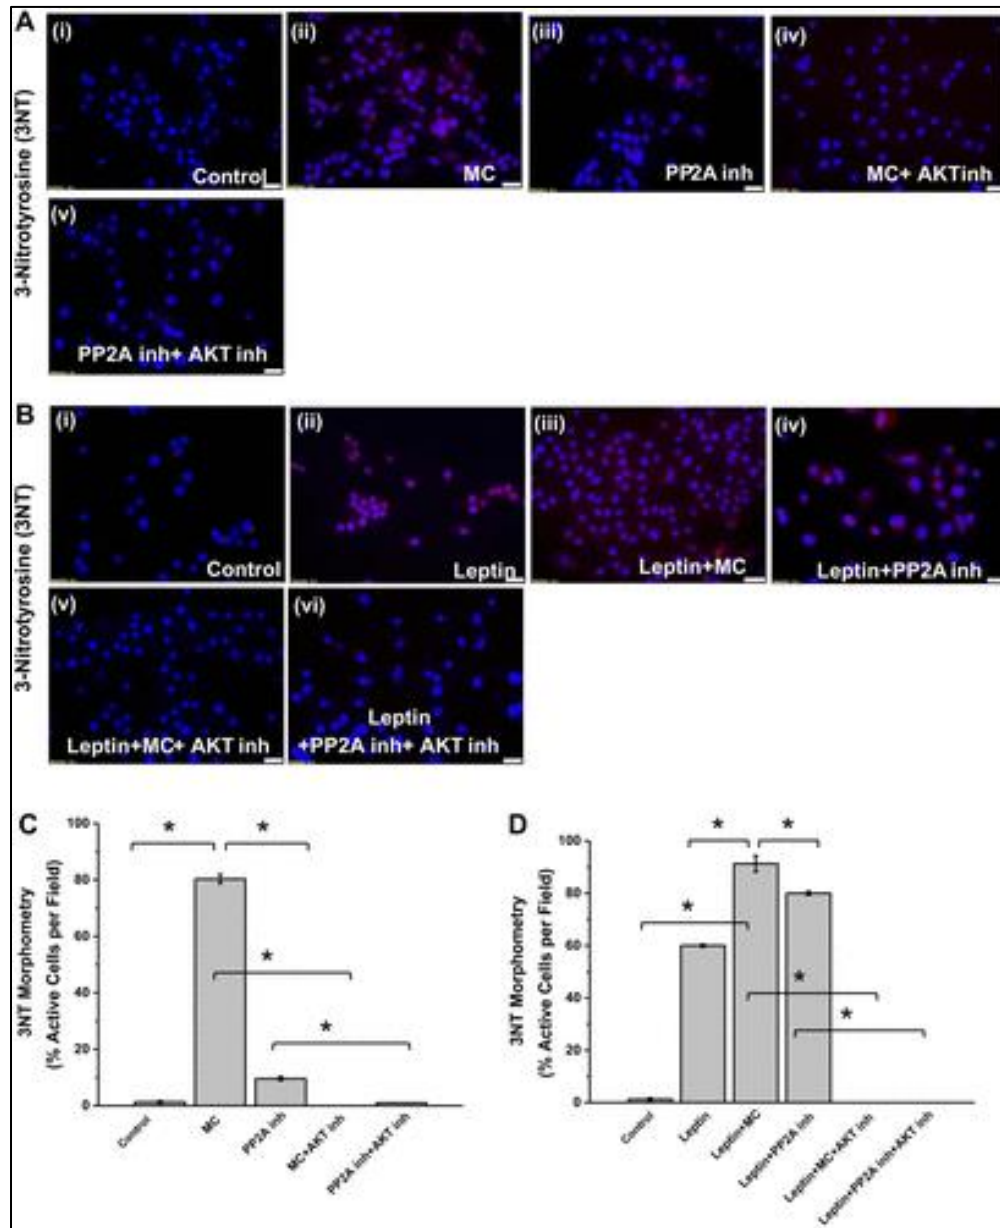 A
3-Nitrotyrosine (3NT)
(i)
Control
(ii)
MC
(iii)
PP2A inh
(iv)
MC+ AKTinh
(v)
PP2A inh+ AKT inh
B
3-Nitrotyrosine (3NT)
(i)
Control
(ii)
Leptin
(iii)
Leptin+MC
(iv)
Leptin+PP2A inh
(v)
Leptin+MC+ AKT inh
(vi)
Leptin
+PP2A inh+ AKT inh
C
3NT Morphometry
(% Active Cells per Field)
100
80
60
40
20
0
*
*
*
*
Control
MC
PP2A inh
MC+AKT inh
PP2A inh+AKT inh
D
3NT Morphometry
(% Active Cells per Field)
100
80
60
40
20
0
*
*
*
*
*
Control
Leptin
Leptin+MC
Leptin+PP2A inh
Leptin+MC+AKT inh
Leptin+PP2A inh+AKT inh